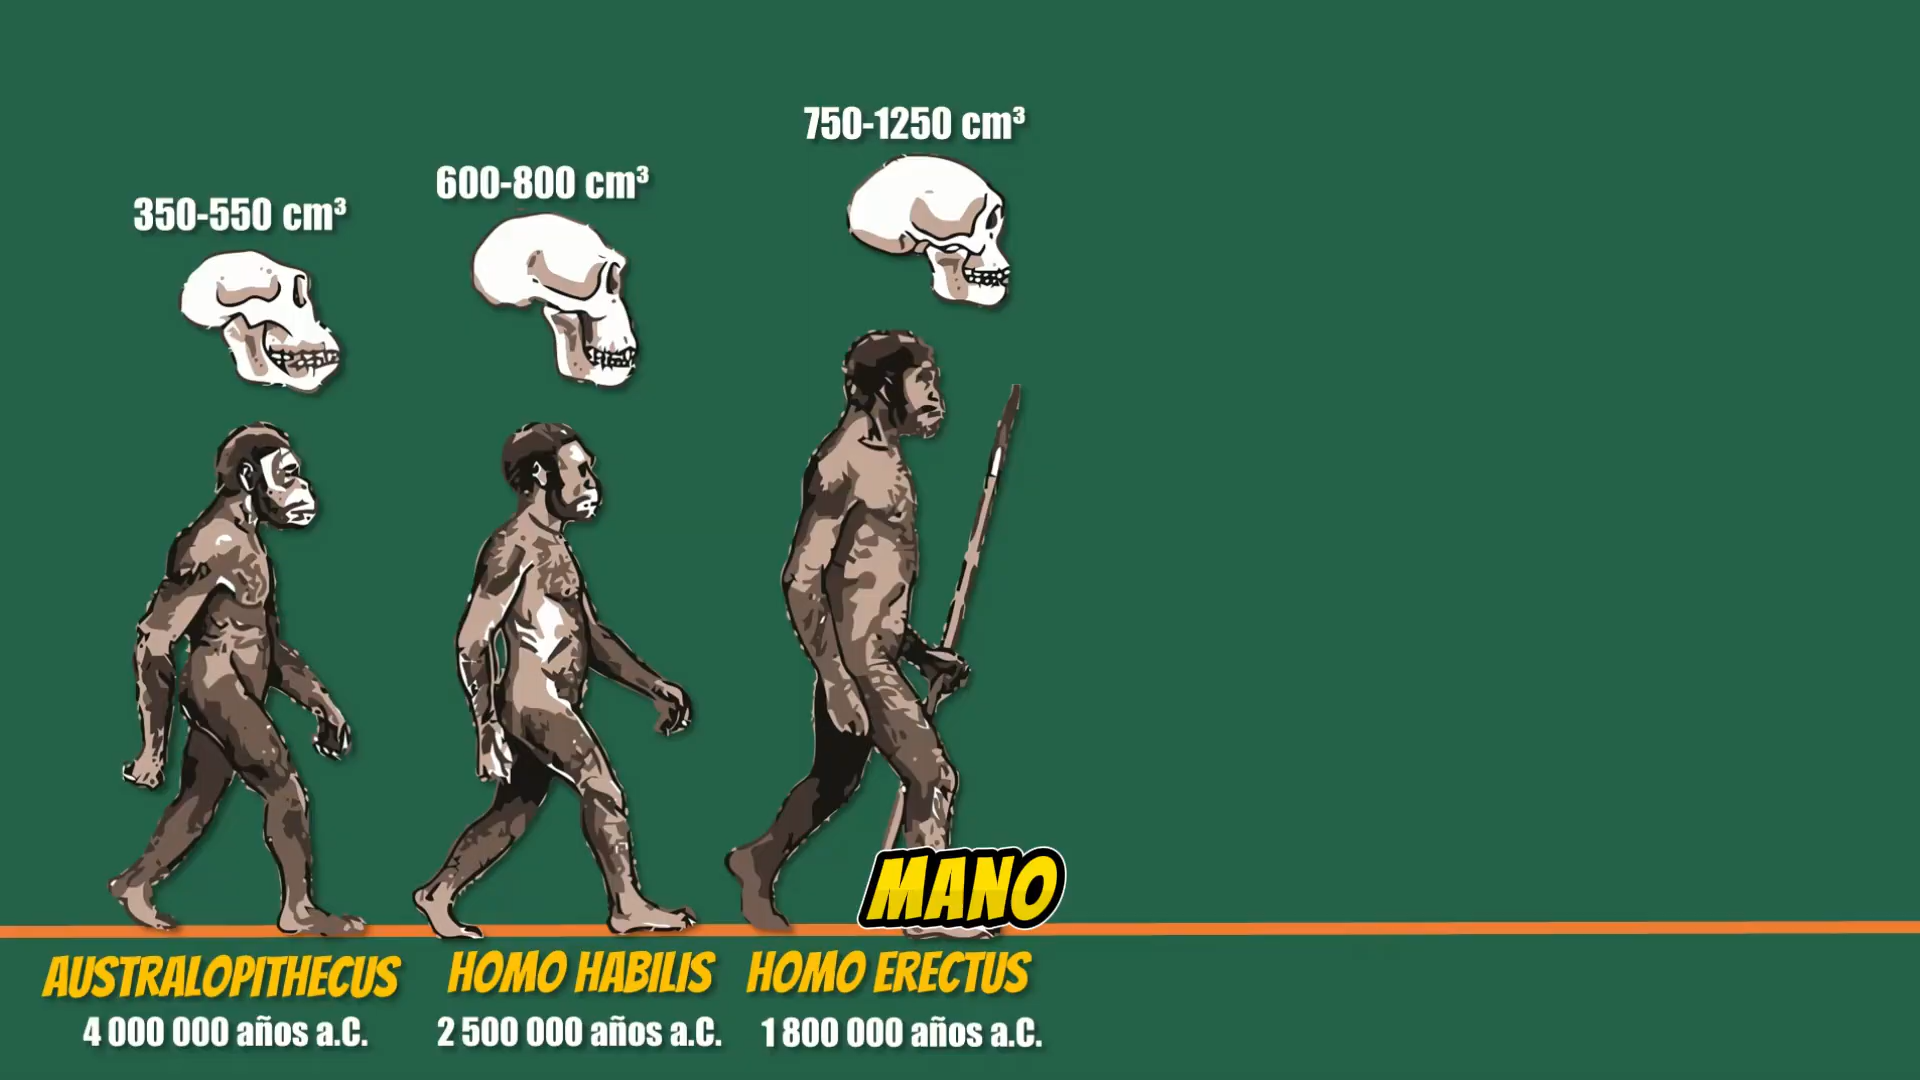 750-1250 cm³
600-800 cm³
350-550 cm³
MANO
AUSTRALOPITHECUS
HOMO HABILIS
HOMO ERECTUS
4 000 000 años a.C.
2 500 000 años a.C.
1 800 000 años a.C.